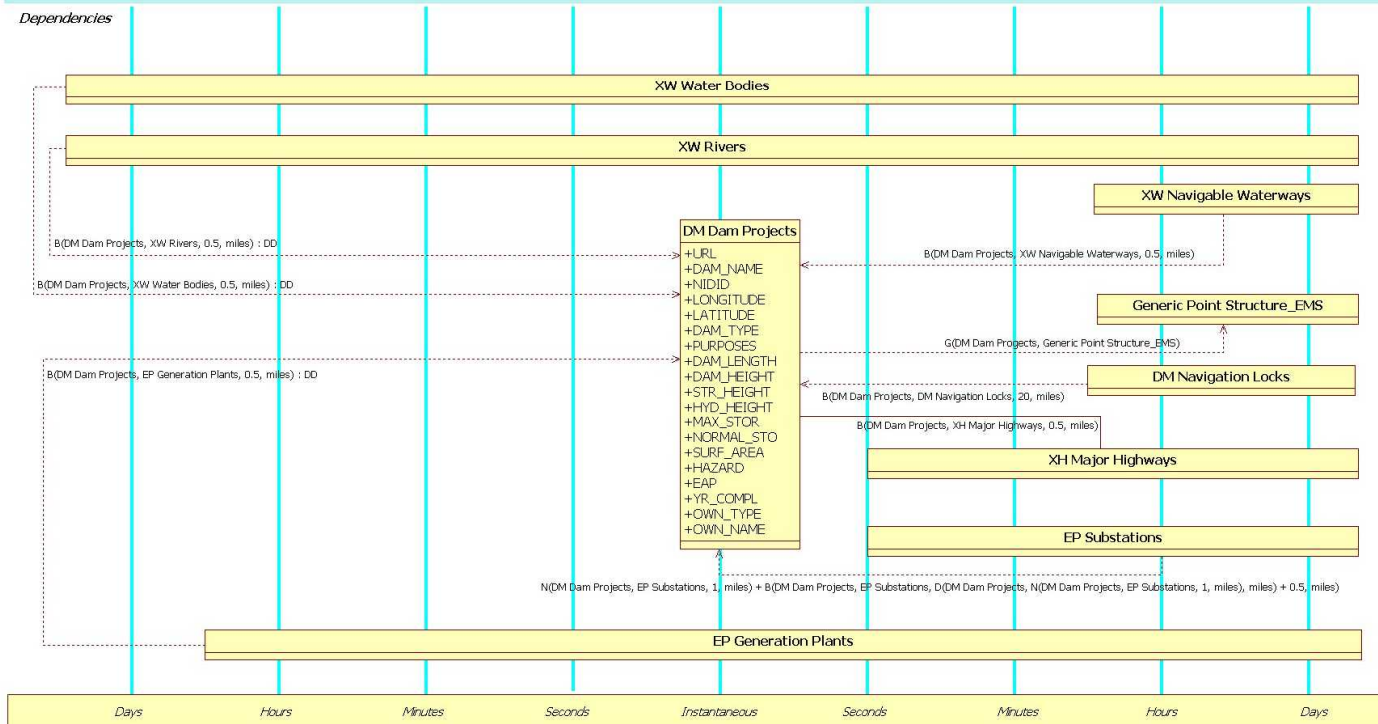 Dependencies
XW Water Bodies
XW Rivers
XW Navigable Waterways
DM Dam Projects
B(DM Dam Projects, XW Rivers, 0.5, miles) : DD
B(DM Dam Projects, XW Navigable Waterways, 0.5, miles)
+URL
+DAM_NAME
+NIDID
+LONGITUDE
+LATITUDE
+DAM_TYPE
+PURPOSES
+DAM_LENGTH
+DAM_HEIGHT
+STR_HEIGHT
+HYD_HEIGHT
+MAX_STOR
+NORMAL_STO
+SURF_AREA
+HAZARD
+EAP
+YR_COMPL
+OWN_TYPE
+OWN_NAME
B(DM Dam Projects, XW Water Bodies, 0.5, miles) : DD
Generic Point Structure_EMS
G(DM Dam Progects, Generic Point Structure_EMS)
B(DM Dam Projects, EP Generation Plants, 0.5, miles) : DD
DM Navigation Locks
B(DM Dam Projects, DM Navigation Locks, 20, miles)
B(DM Dam Projects, XH Major Highways, 0.5, miles)
XH Major Highways
EP Substations
N(DM Dam Projects, EP Substations, 1, miles) + B(DM Dam Projects, EP Substations, D(DM Dam Projects, N(DM Dam Projects, EP Substations, 1, miles), miles) + 0.5, miles)
EP Generation Plants
Days Hours Minutes Seconds Instantaneous Seconds Minutes Hours Days